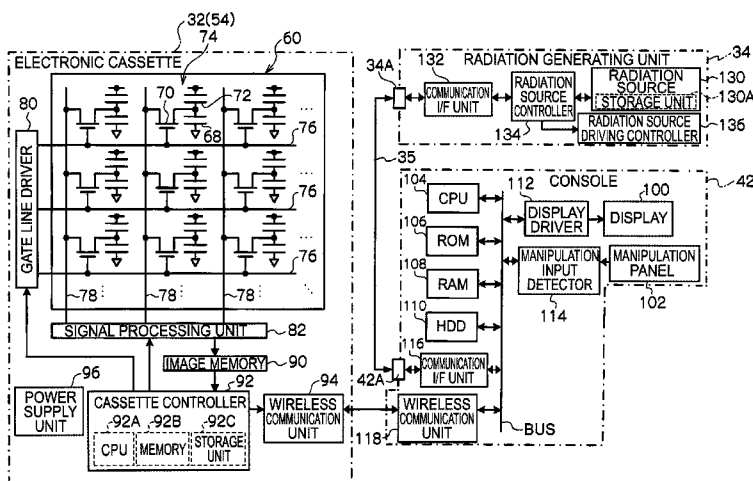 32(54)
ELECTRONIC CASSETTE
74
60
80
GATE LINE DRIVER
70
72
68
76
76
76
78
78
78
SIGNAL PROCESSING UNIT
82
IMAGE MEMORY
90
96
POWER SUPPLY UNIT
92
CASSETTE CONTROLLER
92A
92B
92C
CPU
MEMORY
STORAGE UNIT
94
WIRELESS COMMUNICATION UNIT
RADIATION GENERATING UNIT
34
34A
132
COMMUNICATION I/F UNIT
RADIATION SOURCE CONTROLLER
134
RADIATION SOURCE
130
STORAGE UNIT
130A
RADIATION SOURCE DRIVING CONTROLLER
136
35
CONSOLE
42
104
CPU
106
ROM
108
RAM
110
HDD
112
DISPLAY DRIVER
100
DISPLAY
MANIPULATION INPUT DETECTOR
114
MANIPULATION PANEL
102
116
COMMUNICATION I/F UNIT
42A
118
WIRELESS COMMUNICATION UNIT
BUS